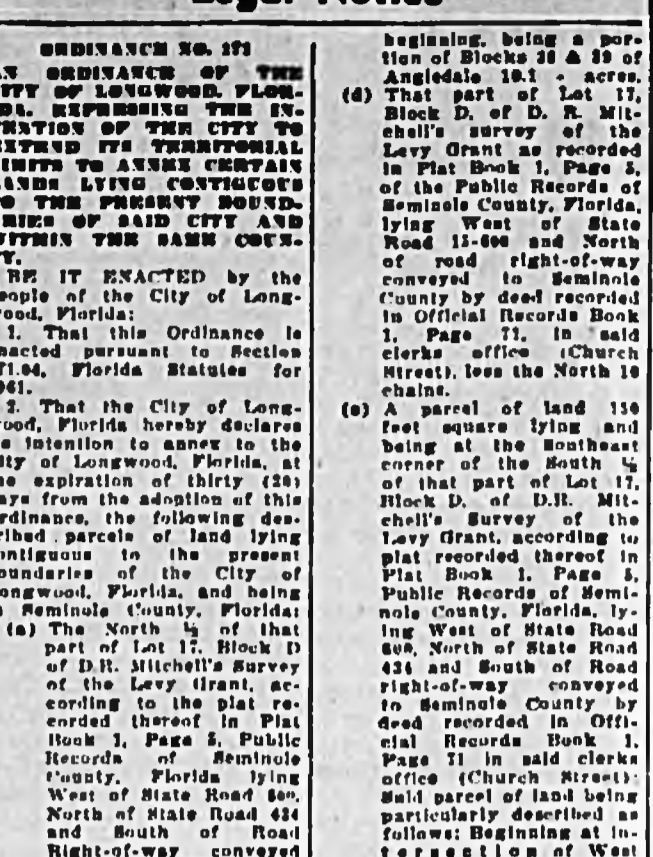 Legal Notice
ORDINANCE NO. 171
AN ORDINANCE OF THE
CITY OF LONGWOOD, FLOR-
IDA, EXPRESSING THE IN-
TENTION OF THE CITY TO
EXTEND ITS TERRITORIAL
LIMITS TO ANNEX CERTAIN
LANDS LYING CONTIGUOUS
TO THE PRESENT BOUND-
ARIES OF SAID CITY AND
WITHIN THE SAME COUN-
TY.
BE IT ENACTED by the
people of the City of Long-
wood, Florida:
1. That this Ordinance is
enacted pursuant to Section
171.04, Florida Statutes for
1961.
2. That the City of Long-
wood, Florida hereby declares
its intention to annex to the
City of Longwood, Florida, at
the expiration of thirty (30)
days from the adoption of this
ordinance, the following des-
cribed parcels of land lying
contiguous to the present
boundaries of the City of
Longwood, Florida, and being
in Seminole County, Florida:
(a) The North ½ of that
part of Lot 17, Block D
of D.R. Mitchell's Survey
of the Levy Grant, ac-
cording to the plat re-
corded thereof in Plat
Book 1, Page 5, Public
Records of Seminole
County, Florida lying
West of State Road 600,
North of State Road 434
and South of Road
Right-of-way conveyed
beginning, being a por-
tion of Blocks & 39 of
Angledale 10.1 + acres.
(d) That part of Lot 17,
Block D, of D. R. Mit-
chell's survey of the
Levy Grant as recorded
in Plat Book 1, Page 5,
of the Public Records of
Seminole County, Florida,
lying West of State
Road 15-600 and North
of road right-of-way
conveyed to Seminole
County by deed recorded
in Official Records Book
1, Page 71, in said
clerks office (Church
Street), less the North 10
chains.
(e) A parcel of land 150
feet square lying and
being at the Southeast
corner of the South ½
of that part of Lot 17,
Block D, of D.R. Mit-
chell's Survey of the
Levy Grant, according to
plat recorded thereof in
Plat Book 1, Page 5,
Public Records of Semi-
nole County, Florida, ly-
ing West of State Road
600, North of State Road
434 and South of Road
right-of-way conveyed
to Seminole County by
deed recorded in Offi-
cial Records Book 1,
Page 71 in said clerks
office (Church Street);
Said parcel of land being
particularly described as
follows: Beginning at in-
tersection of West